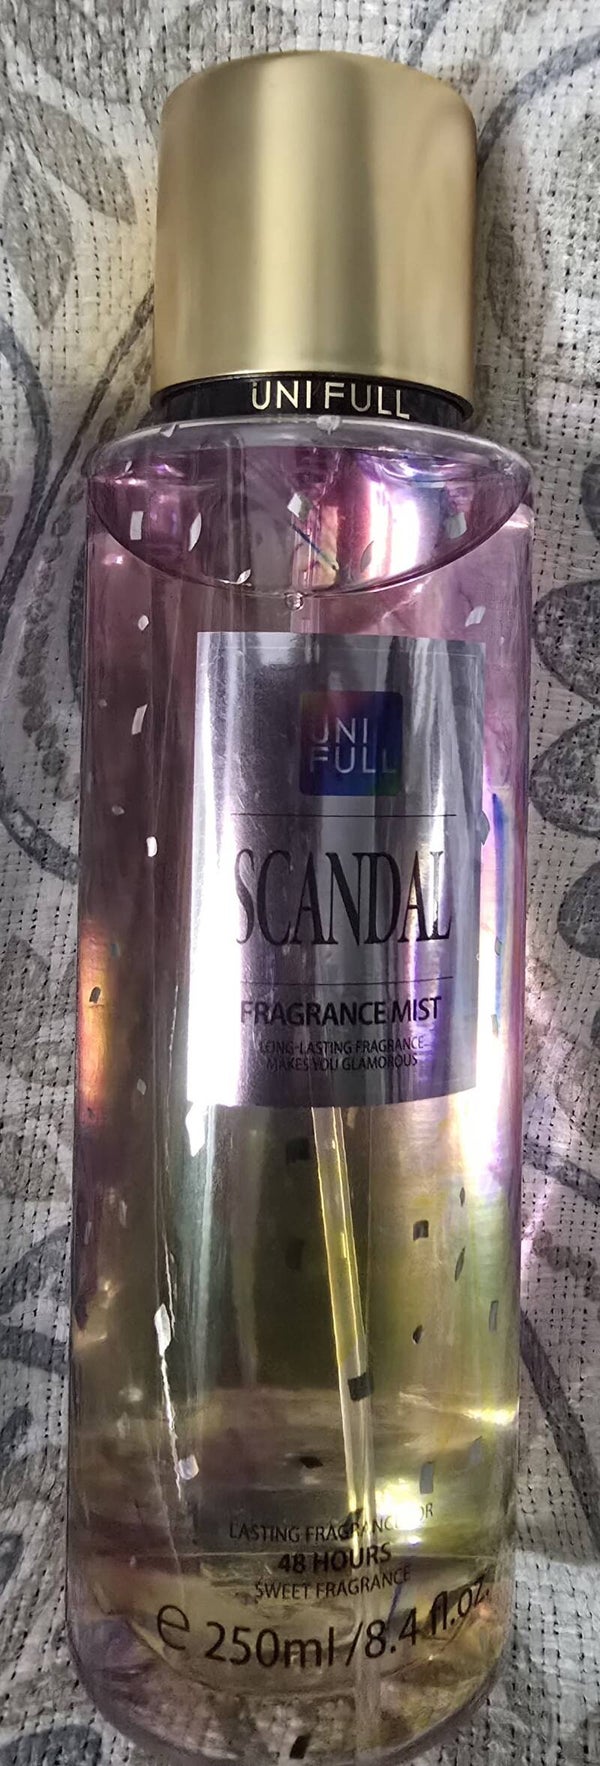 UNI FULL
UNI
FULL
SCANDAL
FRAGRANCE MIST
LONG-LASTING FRAGRANCE
MAKES YOU GLAMOROUS
LASTING FRAGRANCE FOR
48 HOURS
SWEET FRAGRANCE
e 250ml/8.4 fl.oz.